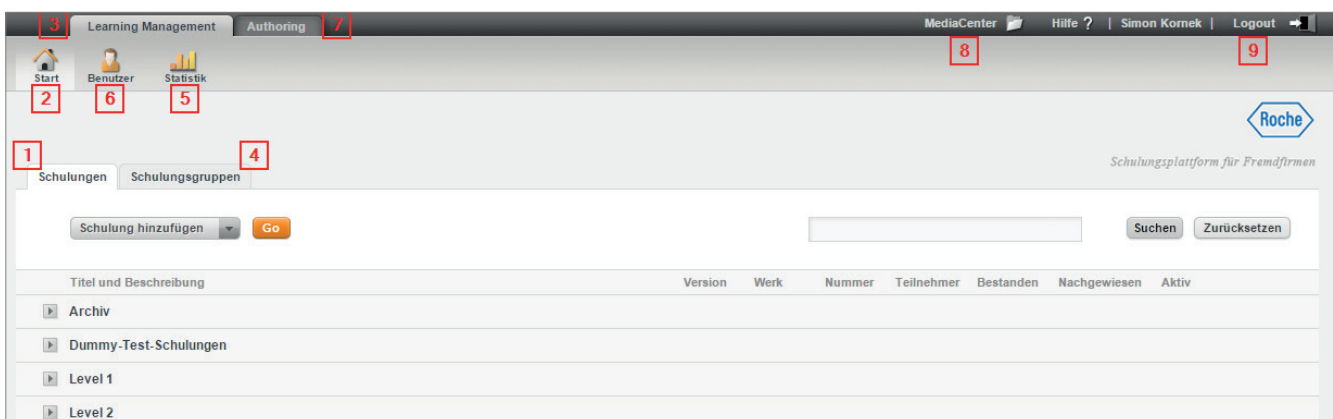 3 Learning Management Authoring 7 MediaCenter Hilfe ? | Simon Kornek | Logout
8 9
Start Benutzer Statistik
2 6 5
Roche
1 4
Schulungsplattform für Fremdfirmen
Schulungen Schulungsgruppen
Schulung hinzufügen Go Suchen Zurücksetzen
Titel und Beschreibung Version Werk Nummer Teilnehmer Bestanden Nachgewiesen Aktiv
Archiv
Dummy-Test-Schulungen
Level 1
Level 2